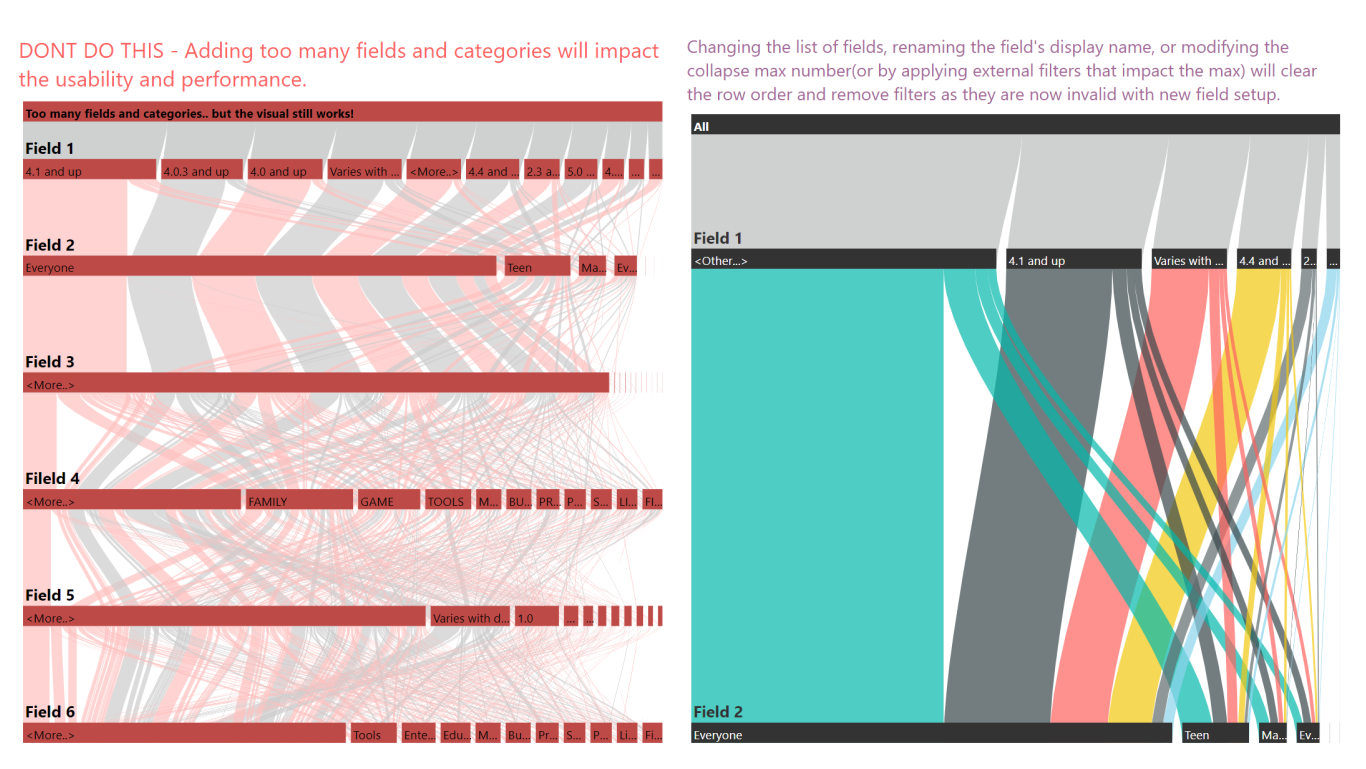 DONT DO THIS - Adding too many fields and categories will impact
the usability and performance.
Too many fields and categories.. but the visual still works!
Field 1
4.1 and up 4.0.3 and up 4.0 and up Varies with ... <More..> 4.4 and ... 2.3 a... 5.0 ... 4.... ... ...
Field 2
Everyone Teen Ma... Ev...
Field 3
<More..>
Fileld 4
<More..> FAMILY GAME TOOLS M... BU... PR... P... S... LI... FI...
Field 5
<More..> Varies with d... 1.0 ... ...
Field 6
<More..> Tools Ente... Edu... M... Bu... Pr... S... P... Li... Fi...
Changing the list of fields, renaming the field's display name, or modifying the
collapse max number(or by applying external filters that impact the max) will clear
the row order and remove filters as they are now invalid with new field setup.
All
Field 1
<Other...> 4.1 and up Varies with ... 4.4 and ... 2... ...
Field 2
Everyone Teen Ma... Ev...